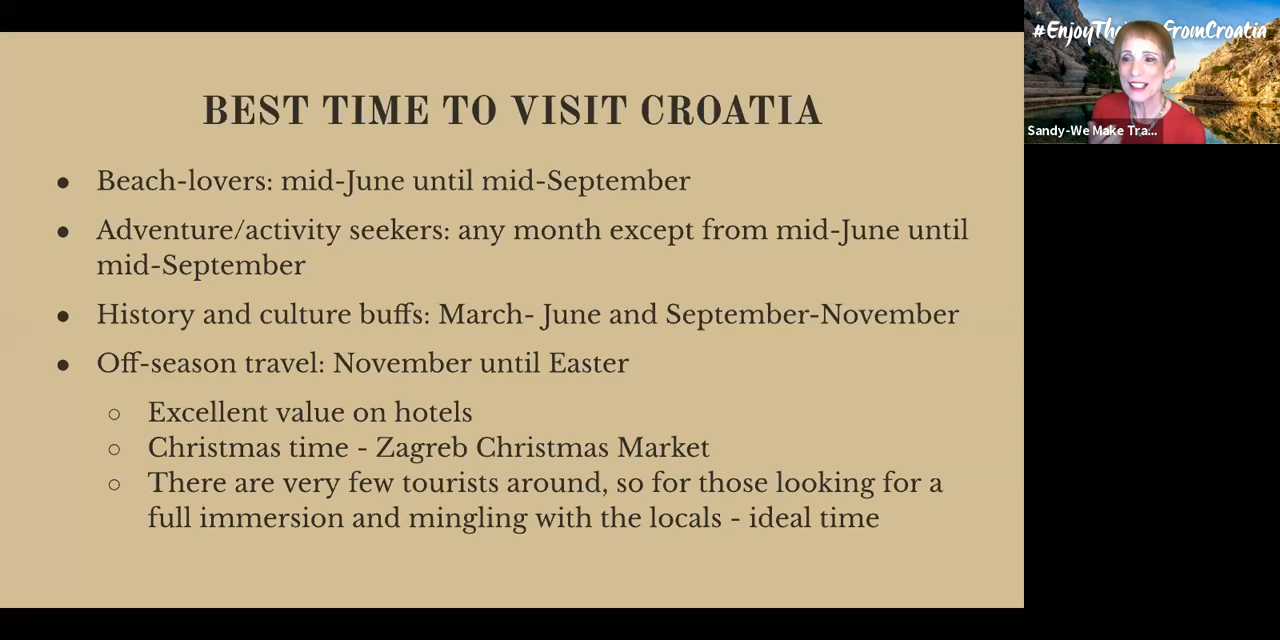 BEST TIME TO VISIT CROATIA
● Beach-lovers: mid-June until mid-September
● Adventure/activity seekers: any month except from mid-June until
mid-September
● History and culture buffs: March- June and September-November
● Off-season travel: November until Easter
○ Excellent value on hotels
○ Christmas time - Zagreb Christmas Market
○ There are very few tourists around, so for those looking for a
full immersion and mingling with the locals - ideal time
#EnjoyThe FromCroatia
Sandy-We Make Tra...